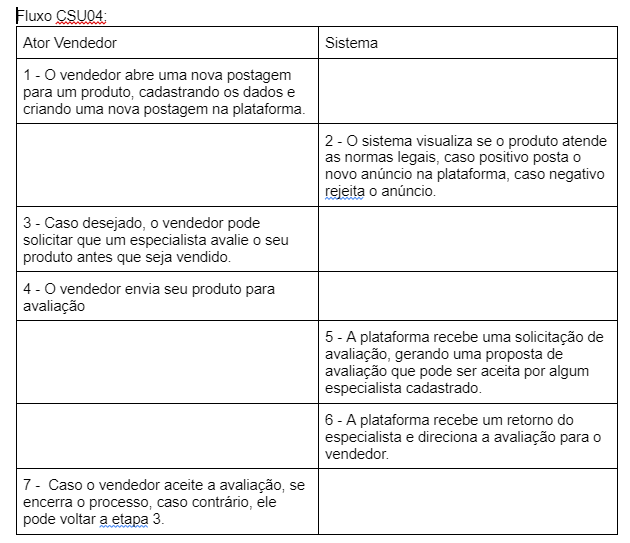 Fluxo CSU04:
Ator Vendedor
Sistema
1 - O vendedor abre uma nova postagem
para um produto, cadastrando os dados e
criando uma nova postagem na plataforma.
2 - O sistema visualiza se o produto atende
as normas legais, caso positivo posta o
novo anúncio na plataforma, caso negativo
rejeita o anúncio.
3 - Caso desejado, o vendedor pode
solicitar que um especialista avalie o seu
produto antes que seja vendido.
4 - O vendedor envia seu produto para
avaliação
5 - A plataforma recebe uma solicitação de
avaliação, gerando uma proposta de
avaliação que pode ser aceita por algum
especialista cadastrado.
6 - A plataforma recebe um retorno do
especialista e direciona a avaliação para o
vendedor.
7 -  Caso o vendedor aceite a avaliação, se
encerra o processo, caso contrário, ele
pode voltar a etapa 3.